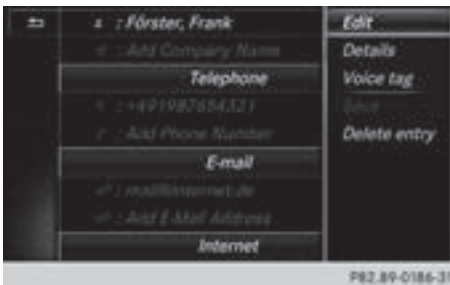 : Förster, Frank
: Add Company Name
Telephone
: +491987654321
: Add Phone Number
E-mail
: mail@internet.de
: Add E-Mail Address
Internet
Edit
Details
Voice tag
Delete entry
P82.89-0186-31